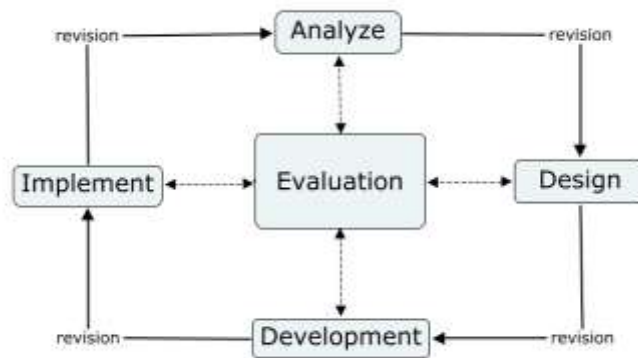 Analyze
revision
revision
Implement
Evaluation
Design
revision
Development
revision